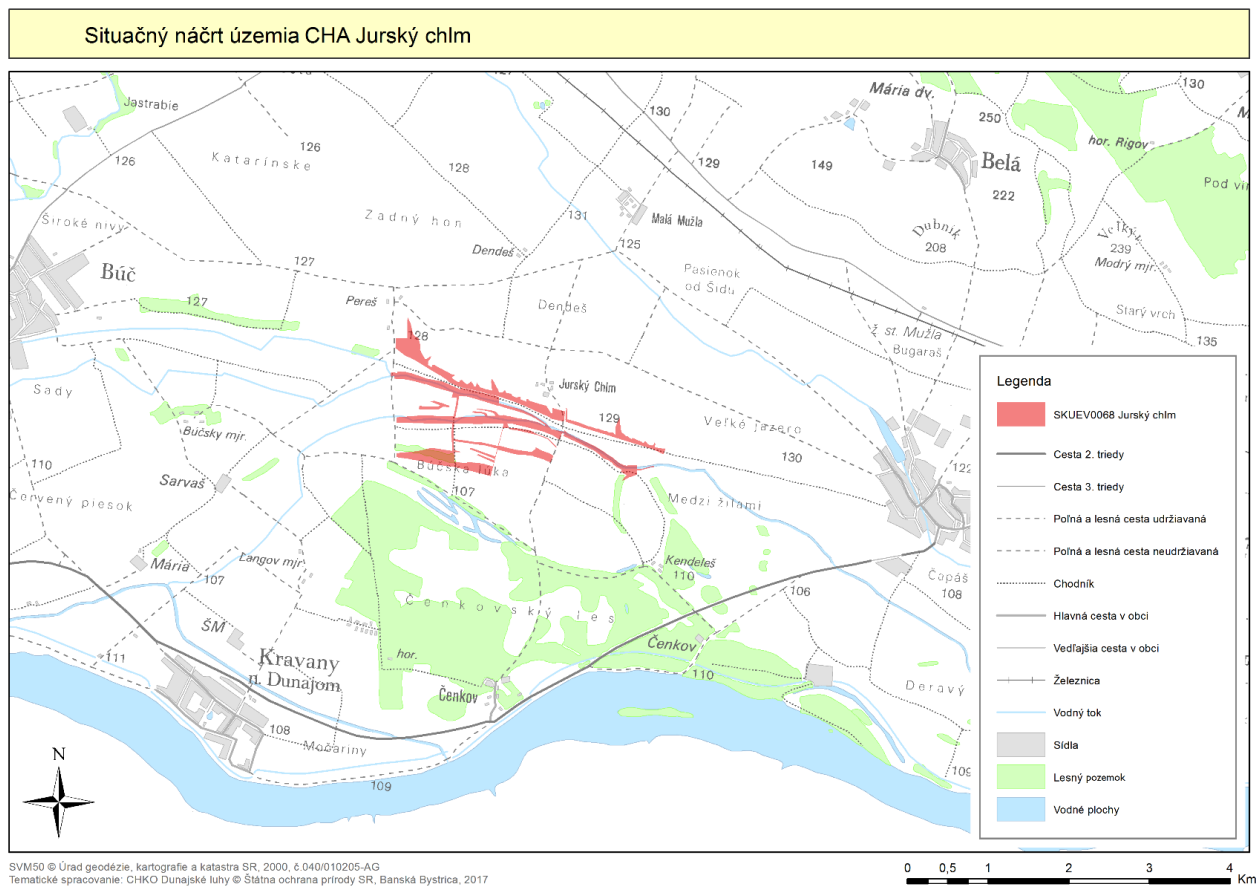 Situačný náčrt územia CHA Jurský chlm
Jastrabie
126
Katarínske
126
128
130
129
Mária dv.
149
250
Belá
222
hor. Rigov
130
Široké nivy
Búč
127
127
Zadný hon
Dendeš
131
Malá Mužla
125
Pasienok
od Šidu
Dubník
208
239
Modrý mjr.
Starý vrch
135
Pereš
128
Dendeš
Jurský Chlm
129
ž. st. Mužla
Bugaraš
Veľké jazero
130
122
Sady
Búčsky mjr.
110
Sarvaš
Červený piesok
Búčska lúka
107
Medzi žilami
Mária
107
Langov mjr.
Kendeleš
110
106
Čapáš
108
Čenkovský les
ŠM
hor.
Kravany
n. Dunajom
111
Čenkov
Čenkov
110
Deravý
108
Močariny
109
109
N
Legenda
SKUEV0068 Jurský chlm
Cesta 2. triedy
Cesta 3. triedy
Poľná a lesná cesta udržiavaná
Poľná a lesná cesta neudržiavaná
Chodník
Hlavná cesta v obci
Vedľajšia cesta v obci
Železnica
Vodný tok
Sídla
Lesný pozemok
Vodné plochy
SVM50 © Úrad geodézie, kartografie a katastra SR, 2000, č.040/010205-AG
Tematické spracovanie: CHKO Dunajské luhy © Štátna ochrana prírody SR, Banská Bystrica, 2017
0 0,5 1 2 3 4
Km